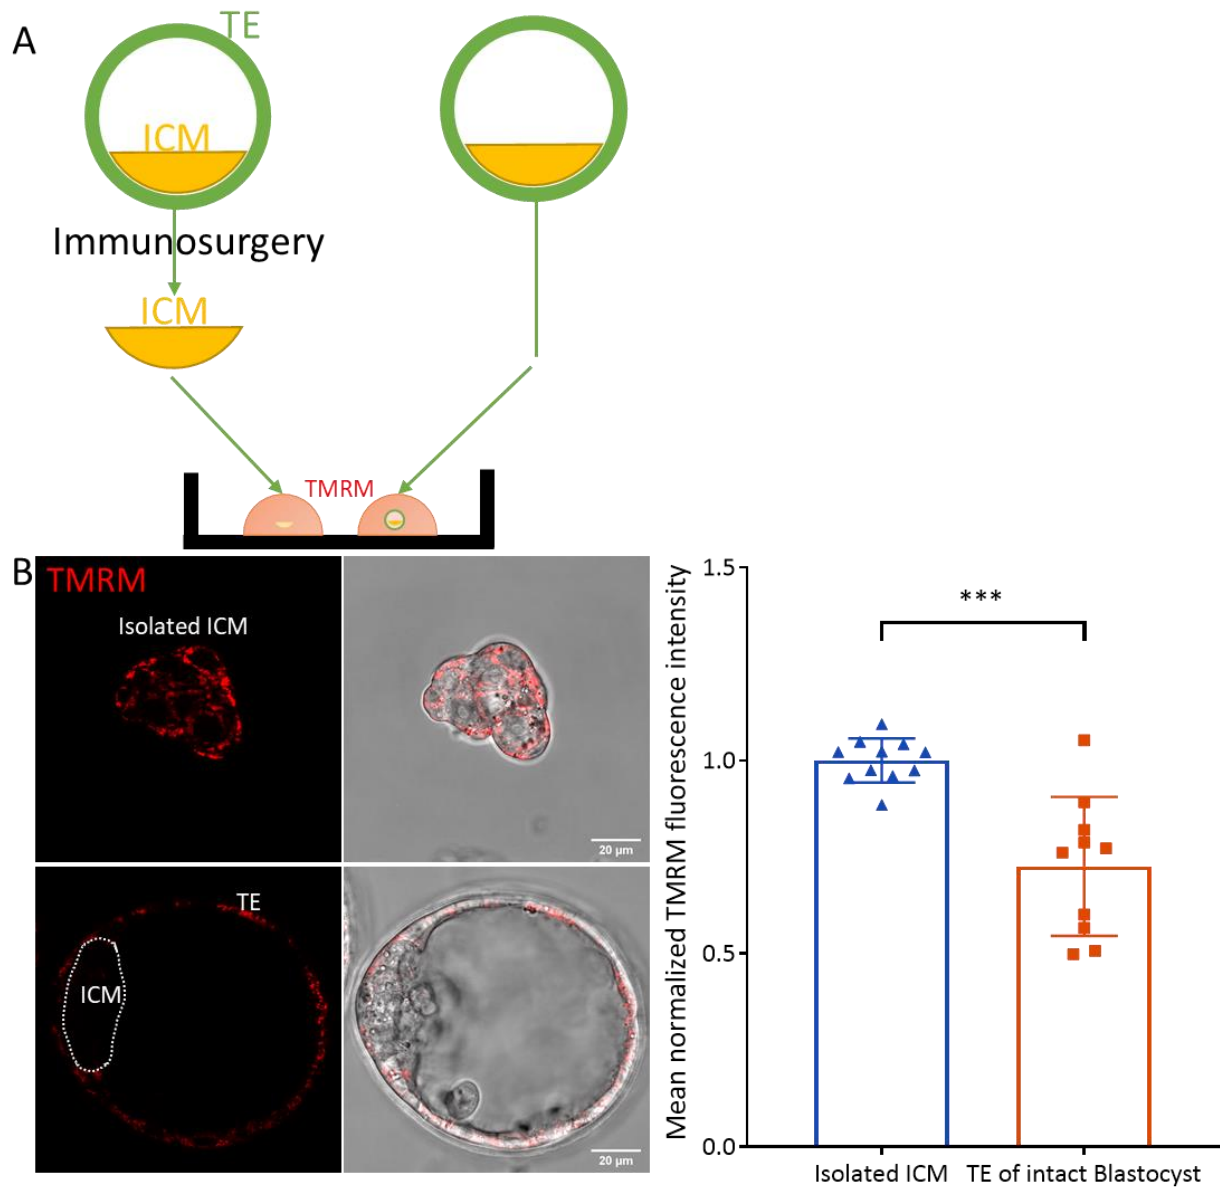 A
TE
ICM
Immunosurgery
ICM
TMRM
B
TMRM
Isolated ICM
20 µm
TE
ICM
20 µm
Mean normalized TMRM fluorescence intensity
1.5
***
1.0
0.5
0.0
Isolated ICM
TE of intact Blastocyst